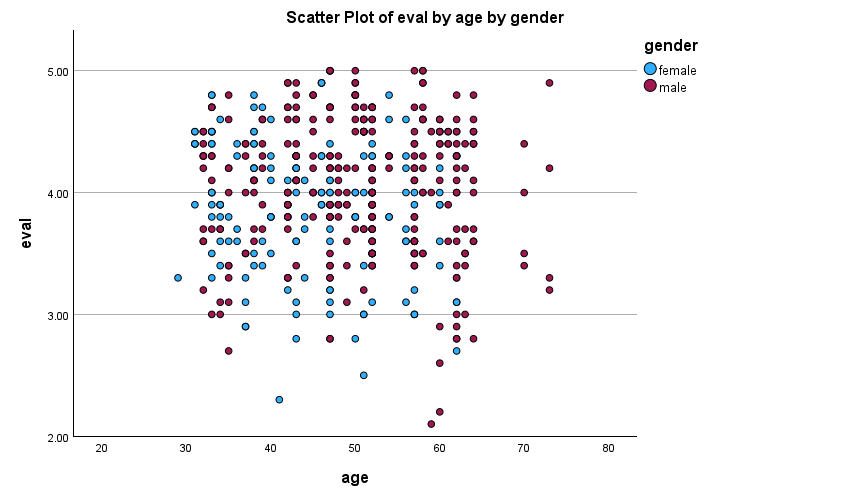 Scatter Plot of eval by age by gender
gender
female
male
5.00
4.00
3.00
2.00
eval
20 30 40 50 60 70 80
age